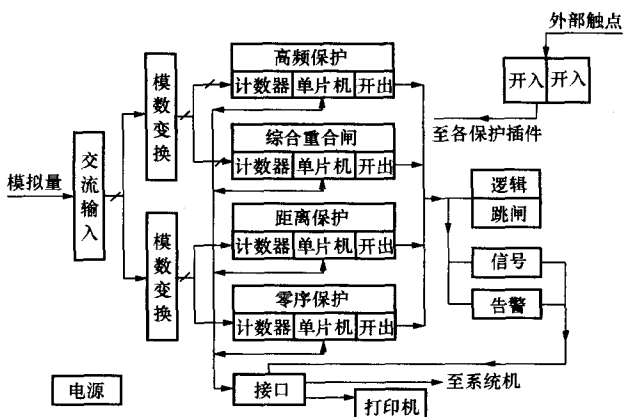 外部触点
开入 开入
至各保护插件
模拟量
交流输入
模数变换
模数变换
高频保护
计数器 单片机 开出
综合重合闸
计数器 单片机 开出
距离保护
计数器 单片机 开出
零序保护
计数器 单片机 开出
逻辑
跳闸
信号
告警
电源
接口
至系统机
打印机